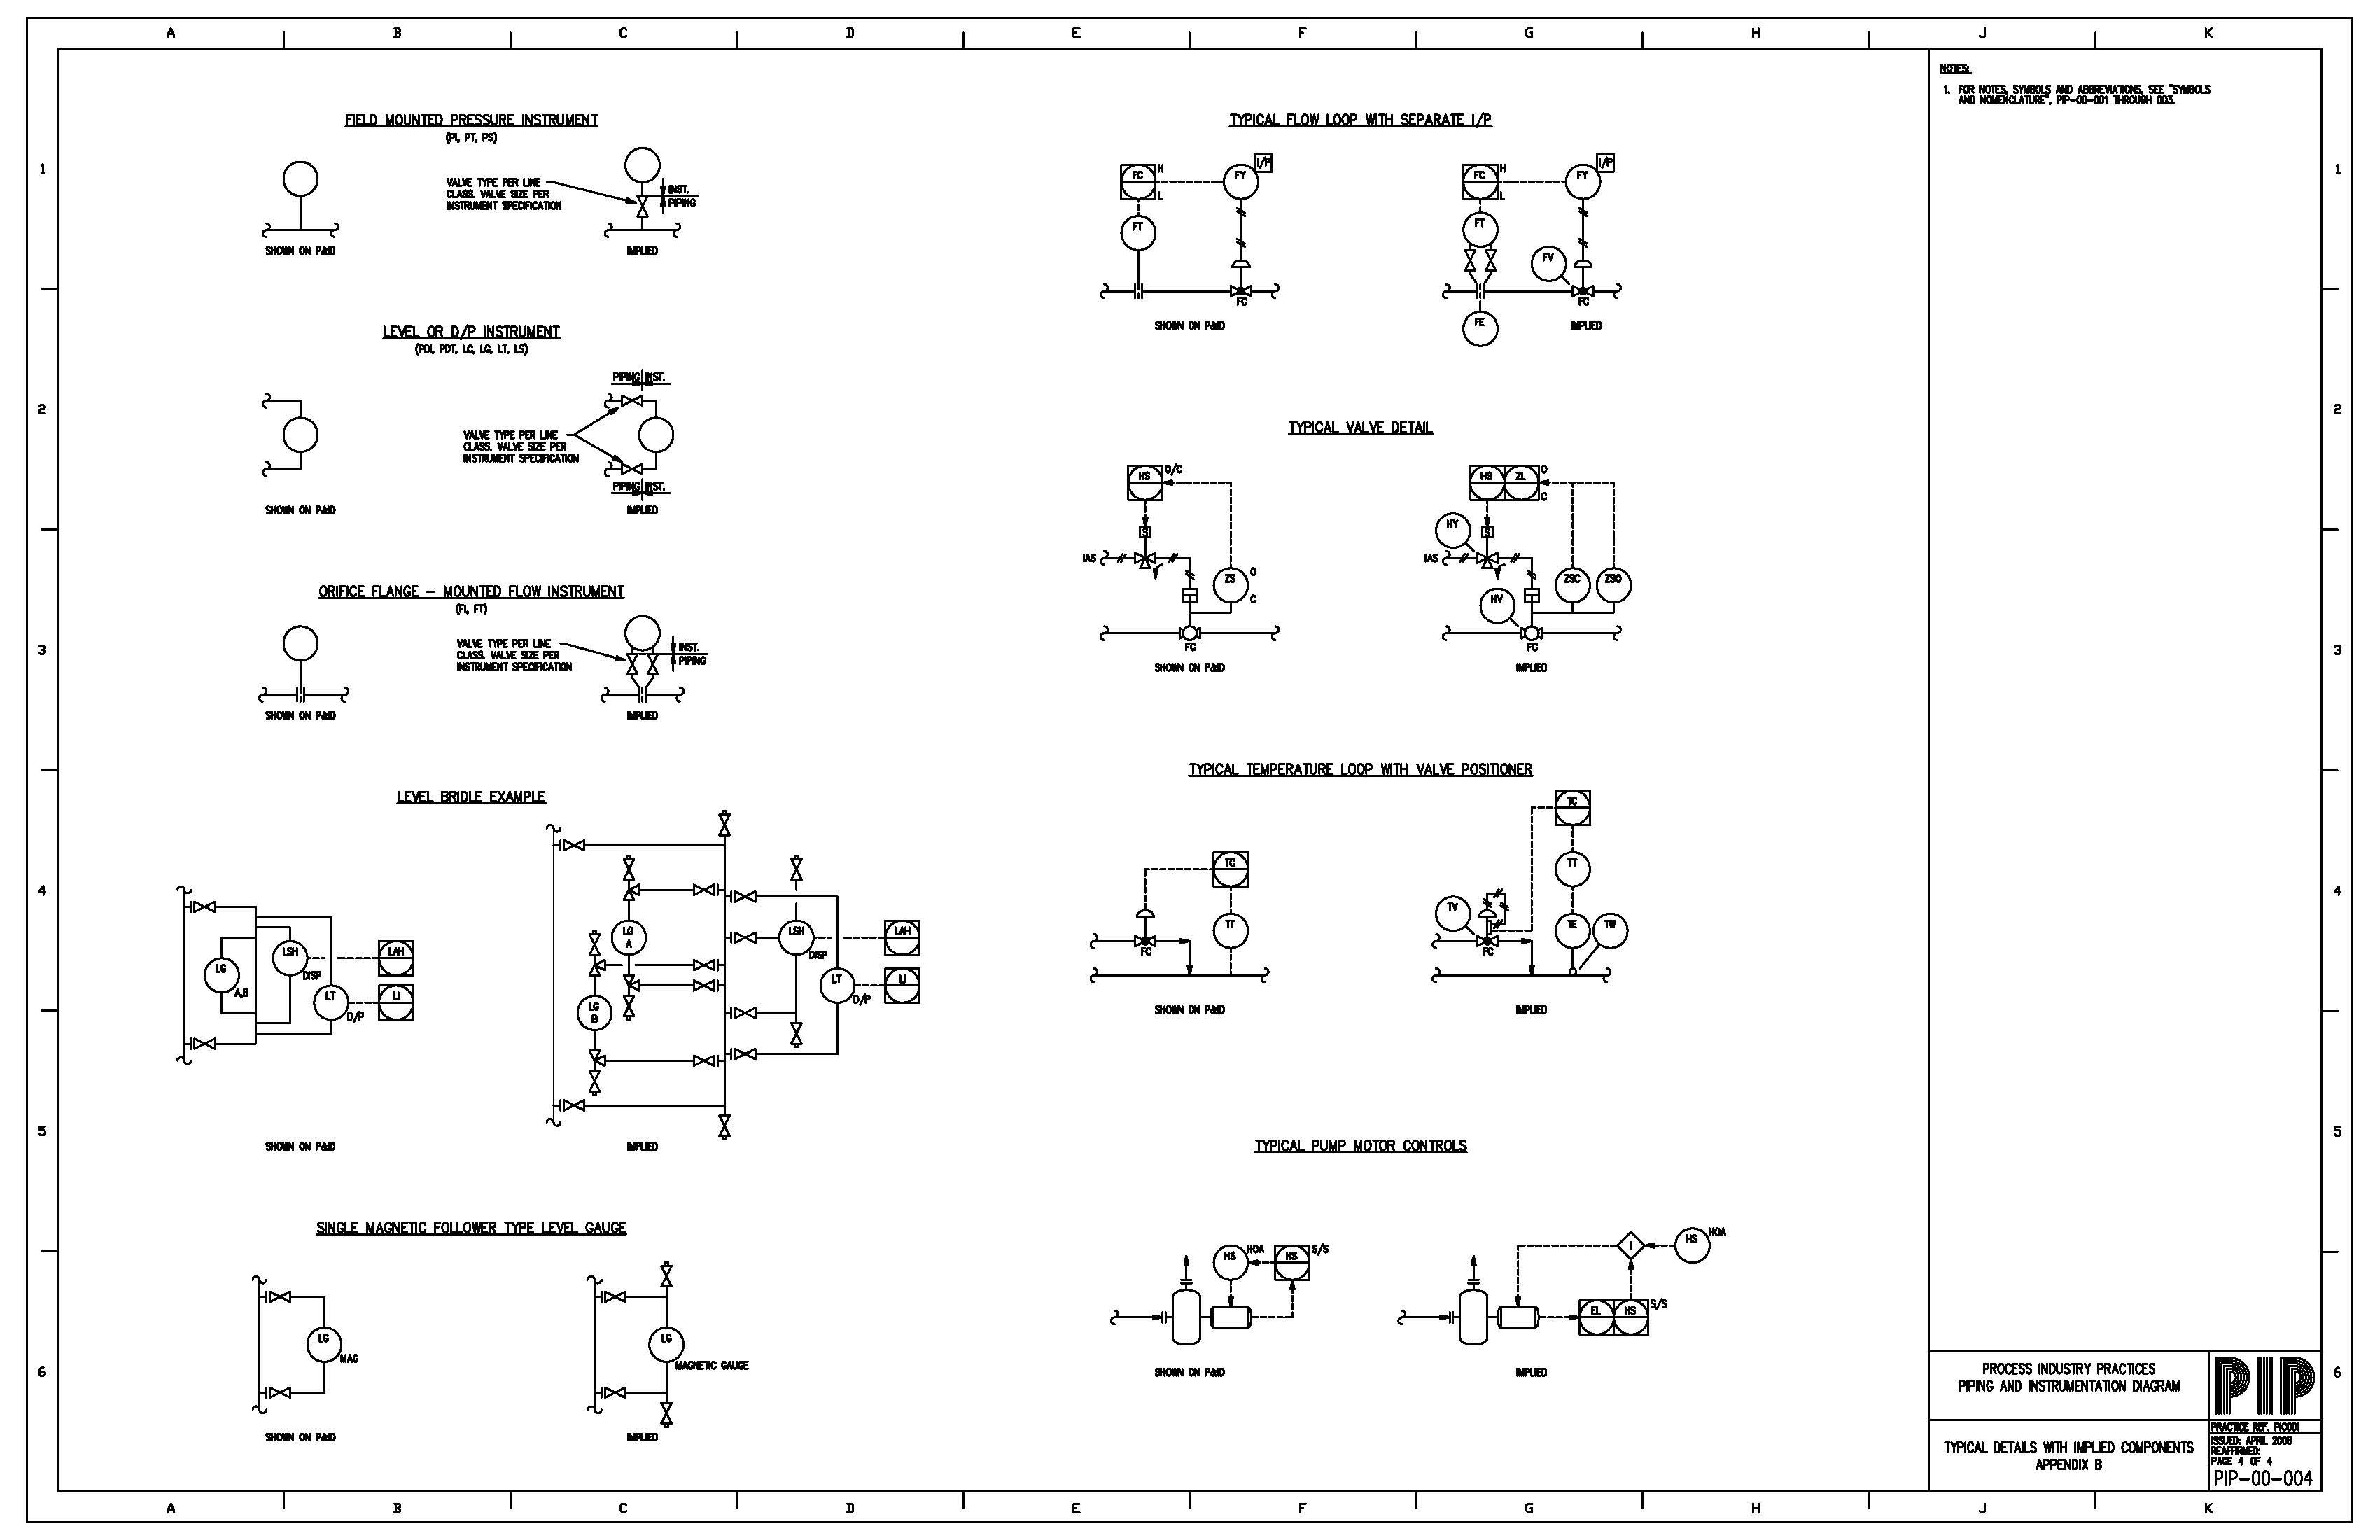 A B C D E F G H J K
1
2
3
4
5
6
FIELD MOUNTED PRESSURE INSTRUMENT
(PI, PT, PS)
VALVE TYPE PER LINE
CLASS. VALVE SIZE PER
INSTRUMENT SPECIFICATION
INST.
PIPING
SHOWN ON P&ID
IMPLIED
LEVEL OR D/P INSTRUMENT
(PDI, PDT, LC, LG, LT, LS)
PIPING INST.
VALVE TYPE PER LINE
CLASS. VALVE SIZE PER
INSTRUMENT SPECIFICATION
PIPING INST.
SHOWN ON P&ID
IMPLIED
ORIFICE FLANGE - MOUNTED FLOW INSTRUMENT
(FI, FT)
VALVE TYPE PER LINE
CLASS. VALVE SIZE PER
INSTRUMENT SPECIFICATION
INST.
PIPING
SHOWN ON P&ID
IMPLIED
LEVEL BRIDLE EXAMPLE
LG
A,B
LSH
DISP
LT
D/P
LAH
LI
SHOWN ON P&ID
LG
A
LG
B
LSH
DISP
LT
D/P
LAH
LI
IMPLIED
SINGLE MAGNETIC FOLLOWER TYPE LEVEL GAUGE
LG
MAG
SHOWN ON P&ID
LG
MAGNETIC GAUGE
IMPLIED
TYPICAL FLOW LOOP WITH SEPARATE I/P
FC
H
L
FY
I/P
FT
FC
SHOWN ON P&ID
FC
H
L
FY
I/P
FT
FV
FC
FE
IMPLIED
TYPICAL VALVE DETAIL
HS
O/C
S
IAS
ZS
O
C
FC
SHOWN ON P&ID
HS
ZL
O
C
HY
S
IAS
HV
ZSC
ZSO
FC
IMPLIED
TYPICAL TEMPERATURE LOOP WITH VALVE POSITIONER
TC
TT
FC
SHOWN ON P&ID
TC
TT
TV
TE
TW
FC
IMPLIED
TYPICAL PUMP MOTOR CONTROLS
HS
HOA
HS
S/S
SHOWN ON P&ID
I
HS
HOA
EL
HS
S/S
IMPLIED
NOTES:
1. FOR NOTES, SYMBOLS AND ABBREVIATIONS, SEE "SYMBOLS
AND NOMENCLATURE", PIP-00-001 THROUGH 003.
1
2
3
4
5
6
PROCESS INDUSTRY PRACTICES
PIPING AND INSTRUMENTATION DIAGRAM
PIP
TYPICAL DETAILS WITH IMPLIED COMPONENTS
APPENDIX B
PRACTICE REF. PIC001
ISSUED: APRIL 2008
REAFFIRMED:
PAGE 4 OF 4
PIP-00-004
A B C D E F G H J K